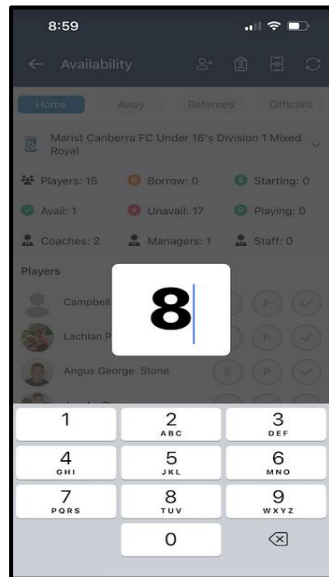 8:59
Availability
Home Away Referees Officials
Marist Canberra FC Under 16's Division 1 Mixed
Royal
Players: 15 Borrow: 0 Starting: 0
Avail: 1 Unavail: 17 Playing: 0
Coaches: 2 Managers: 1 Staff: 0
Players
8
Campbell P
Lachlan P P
Angus George Stone S P
1 2 3
ABC DEF
4 5 6
GHI JKL MNO
7 8 9
PQRS TUV WXYZ
0